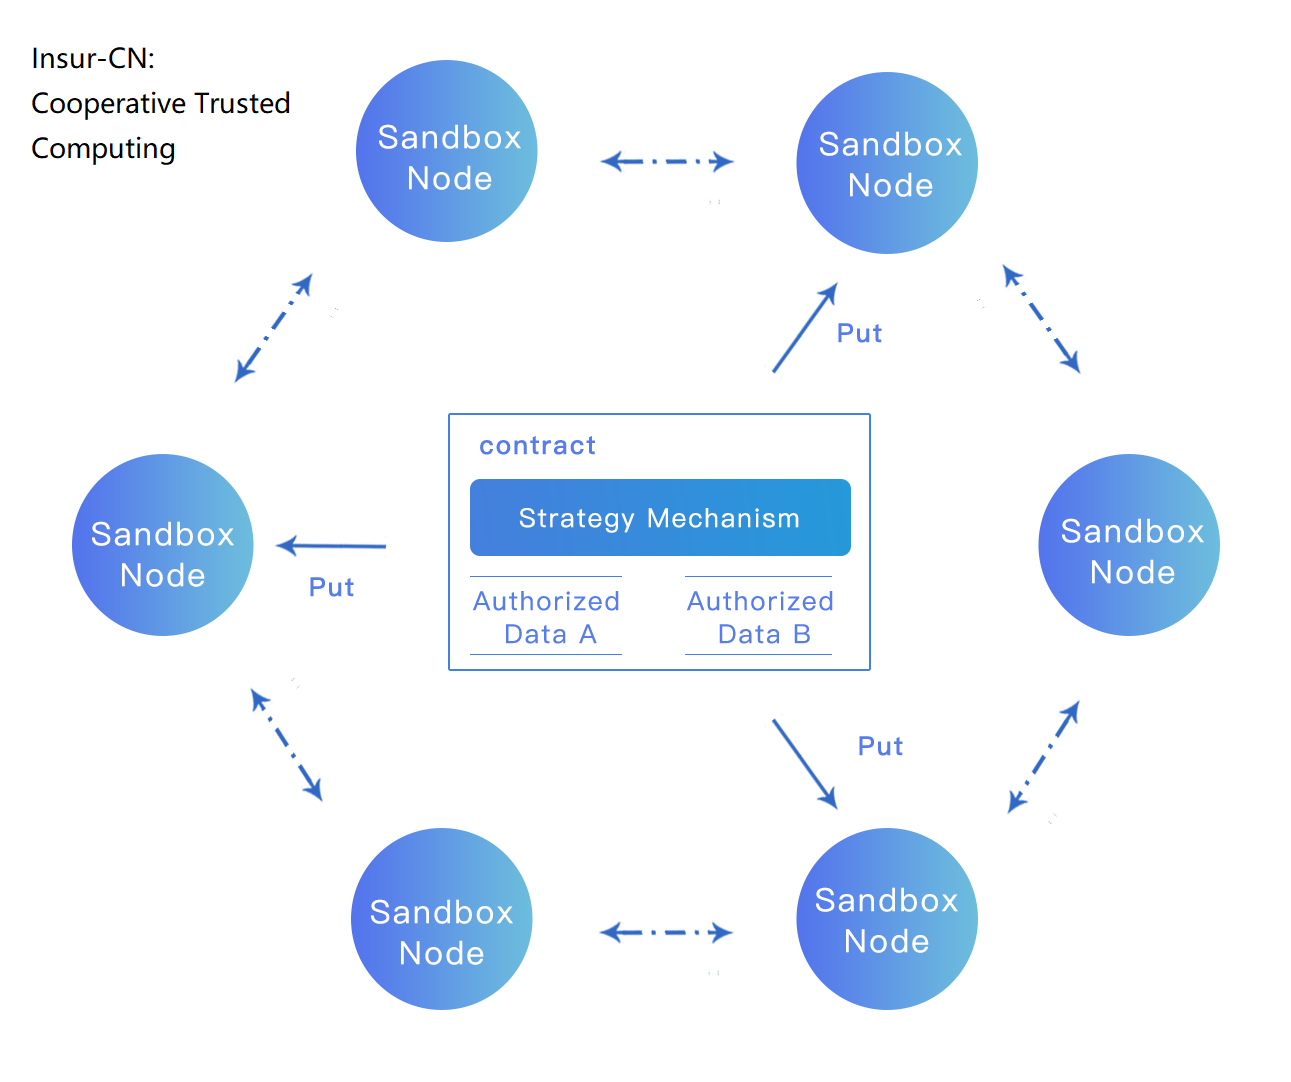 Insur-CN:
Cooperative Trusted
Computing
Sandbox
Node
Sandbox
Node
Put
contract
Strategy Mechanism
Authorized
Data A
Authorized
Data B
Sandbox
Node
Put
Sandbox
Node
Put
Sandbox
Node
Sandbox
Node